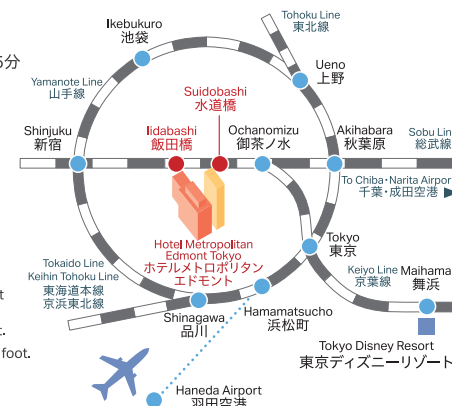 Tohoku Line
東北線
Ikebukuro
池袋
5分
Ueno
上野
Yamanote Line
山手線
Suidobashi
水道橋
Shinjuku
新宿
Iidabashi
飯田橋
Ochanomizu
御茶ノ水
Akihabara
秋葉原
Sobu Line
総武線
To Chiba·Narita Airport
千葉・成田空港
Hotel Metropolitan
Edmont Tokyo
ホテルメトロポリタン
エドモント
Tokyo
東京
Tokaido Line
Keihin Tohoku Line
東海道本線
京浜東北線
Keiyo Line
京葉線
Maihama
舞浜
Shinagawa
品川
Hamamatsucho
浜松町
t
t.
foot.
Tokyo Disney Resort
東京ディズニーリゾート
Haneda Airport
羽田空港